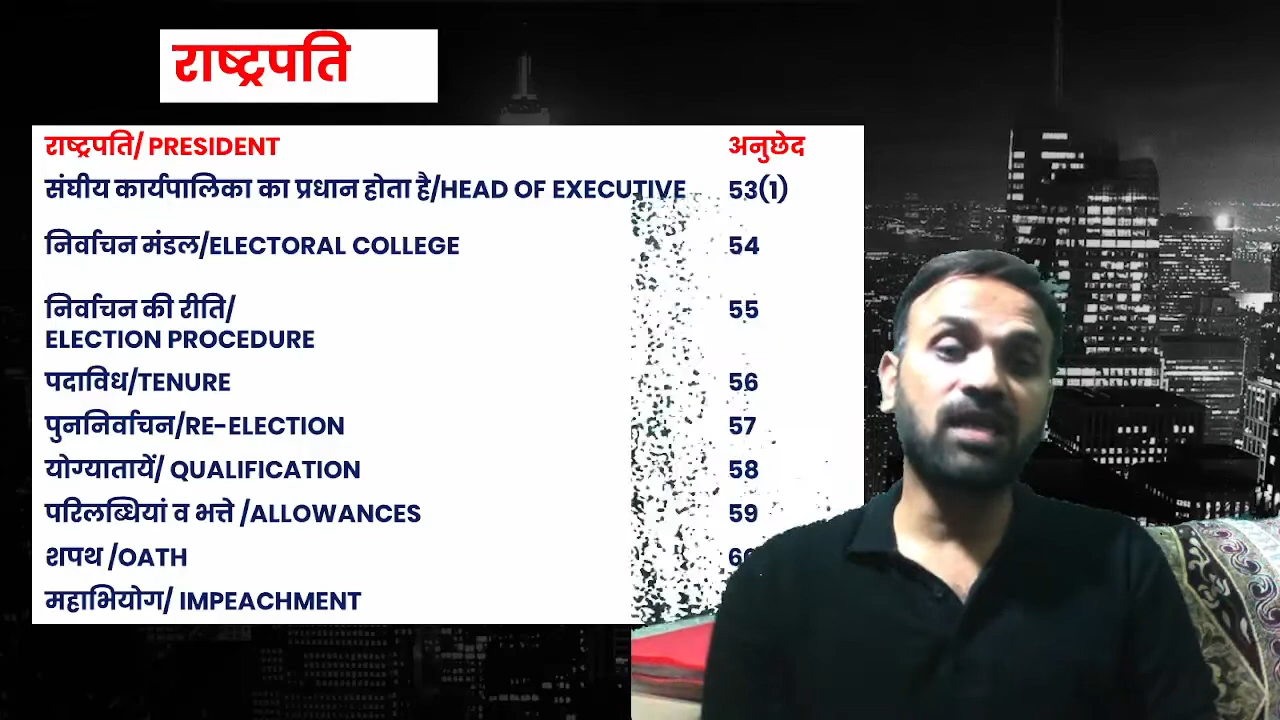 राष्ट्रपति
राष्ट्रपति/ PRESIDENT अनुछेद
संघीय कार्यपालिका का प्रधान होता है/HEAD OF EXECUTIVE 53(1)
निर्वाचन मंडल/ELECTORAL COLLEGE 54
निर्वाचन की रीति/ 55
ELECTION PROCEDURE
पदाविध/TENURE 56
पुननिर्वाचन/RE-ELECTION 57
योग्यातायें/ QUALIFICATION 58
परिलब्धियां व भत्ते /ALLOWANCES 59
शपथ /OATH
महाभियोग/ IMPEACHMENT